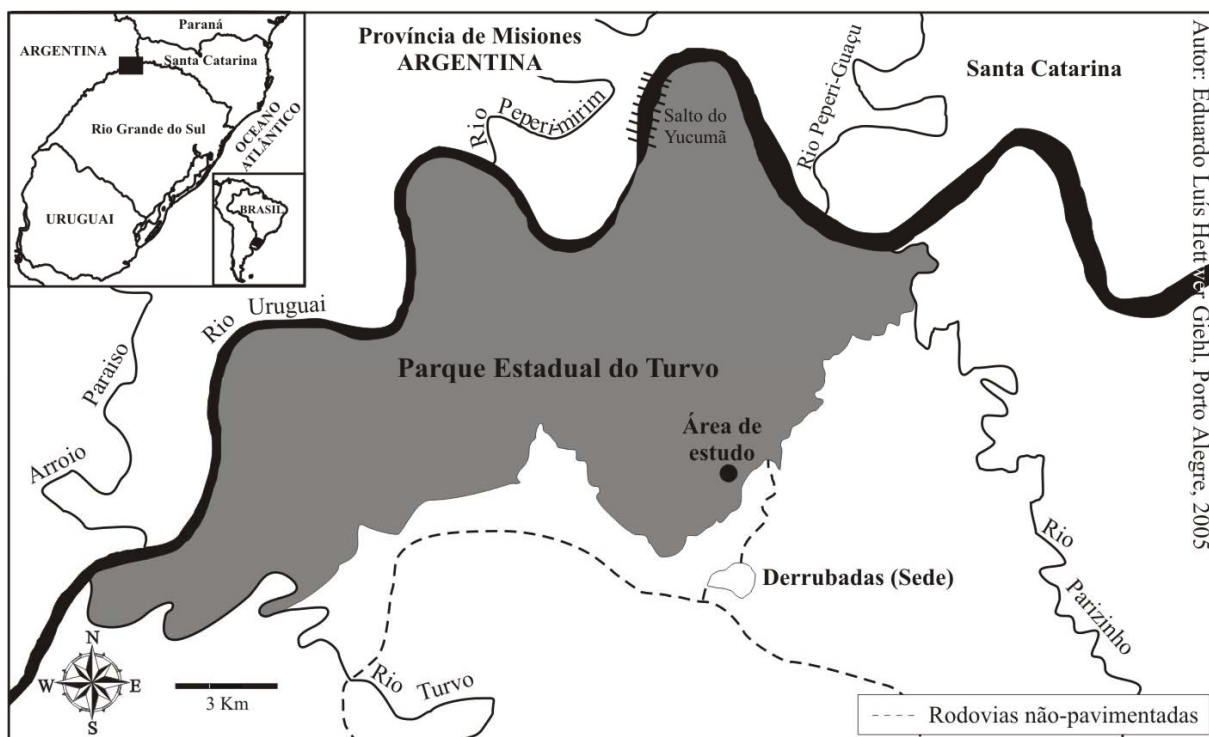 Paraná
ARGENTINA
Santa Catarina
Rio Grande do Sul
OCEANO
ATLÂNTICO
URUGUAI
BRASIL
Província de Misiones
ARGENTINA
Rio Peperi-mirim
Salto do
Yucumã
Rio Peperi-Guaçu
Santa Catarina
Autor: Eduardo Luís Hettwer Giehl, Porto Alegre, 2005
Rio Uruguai
Arroio Paraiso
Parque Estadual do Turvo
Área de
estudo
Derrubadas (Sede)
Rio Parizinho
Rio Turvo
N
W E
S
3 Km
Rodovias não-pavimentadas